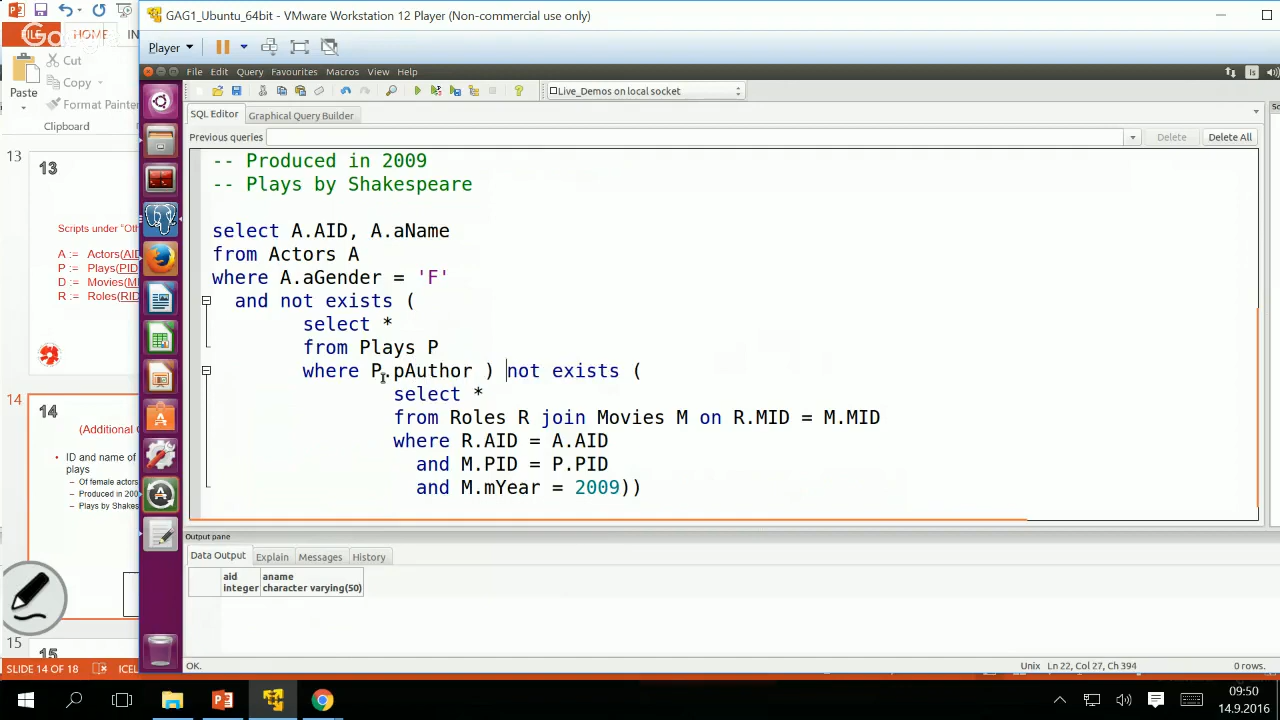 GAG1_Ubuntu_64bit - VMware Workstation 12 Player (Non-commercial use only)
FILE HOME IN
Player
File Edit Query Favourites Macros View Help
Cut
Copy
Paste
Format Painter
Clipboard
Live_Demos on local socket
SQL Editor Graphical Query Builder
Previous queries Delete Delete All
13
13
Scripts under "Oth
A := Actors(AID
P := Plays(PID
D := Movies(M
R := Roles(RID
14
14
(Additional
• ID and name of
plays
– Of female actors
– Produced in 200
– Plays by Shakes
15
-- Produced in 2009
-- Plays by Shakespeare
select A.AID, A.aName
from Actors A
where A.aGender = 'F'
and not exists (
select *
from Plays P
where P.pAuthor ) not exists (
select *
from Roles R join Movies M on R.MID = M.MID
where R.AID = A.AID
and M.PID = P.PID
and M.mYear = 2009))
Output pane
Data Output Explain Messages History
aid aname
integer character varying(50)
OK. Unix Ln 22, Col 27, Ch 394 0 rows.
SLIDE 14 OF 18 ICEL
09:50
14.9.2016